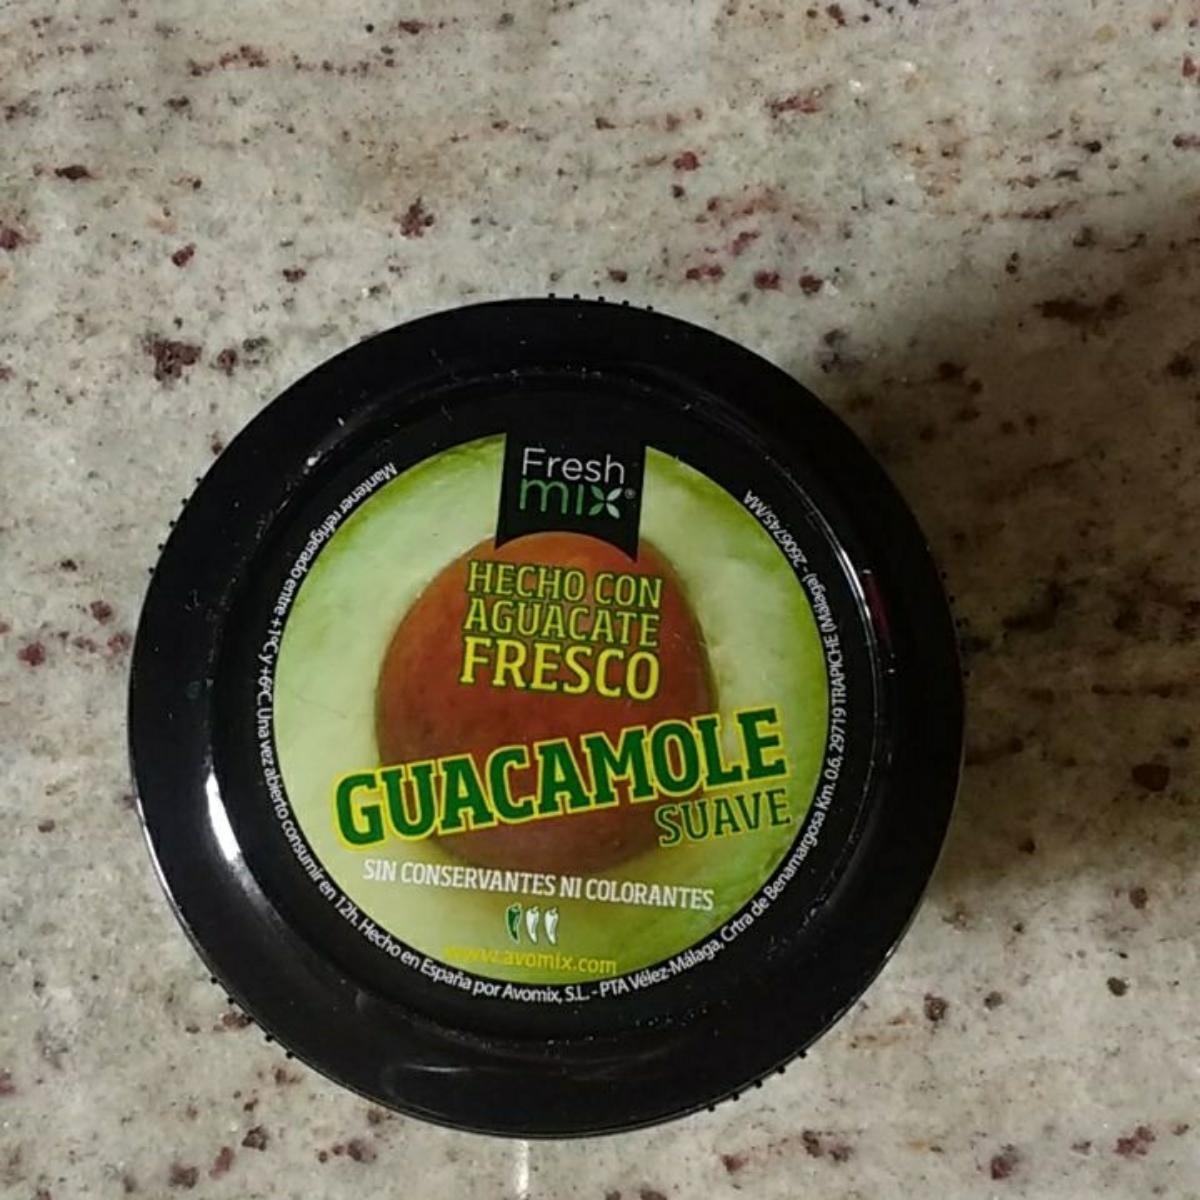 Fresh
mix®
HECHO CON
AGUACATE
FRESCO
GUACAMOLE
SUAVE
SIN CONSERVANTES NI COLORANTES
www.avomix.com
Mantener refrigerado entre +1ºC y +6ºC. Una vez abierto consumir en 12h. Hecho en España por Avomix, S.L. - PTA Vélez-Málaga, Crtra de Benamargosa Km. 0.6, 29719 TRAPICHE (Málaga) - 2606745/MA